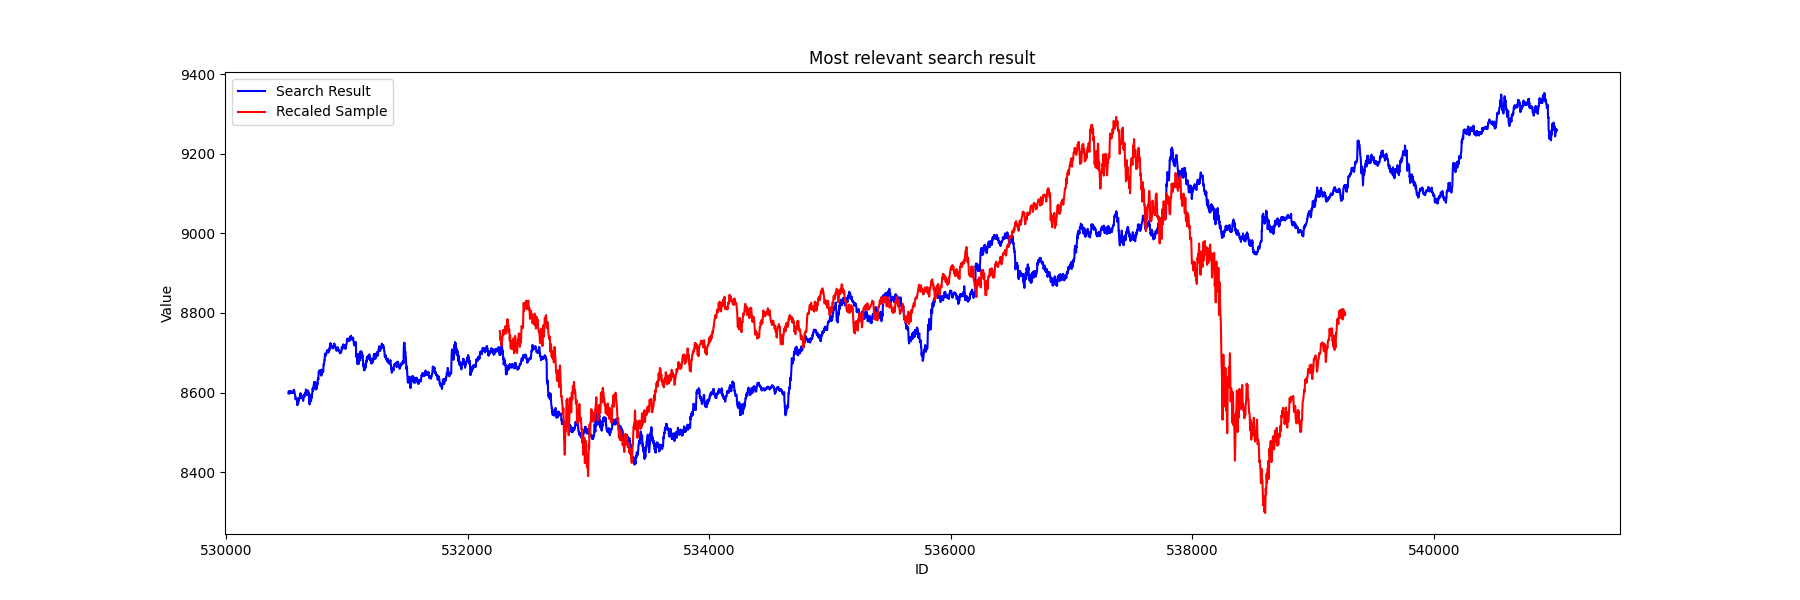 Most relevant search result
Search Result
Recaled Sample
9400
9200
9000
8800
8600
8400
Value
530000 532000 534000 536000 538000 540000
ID